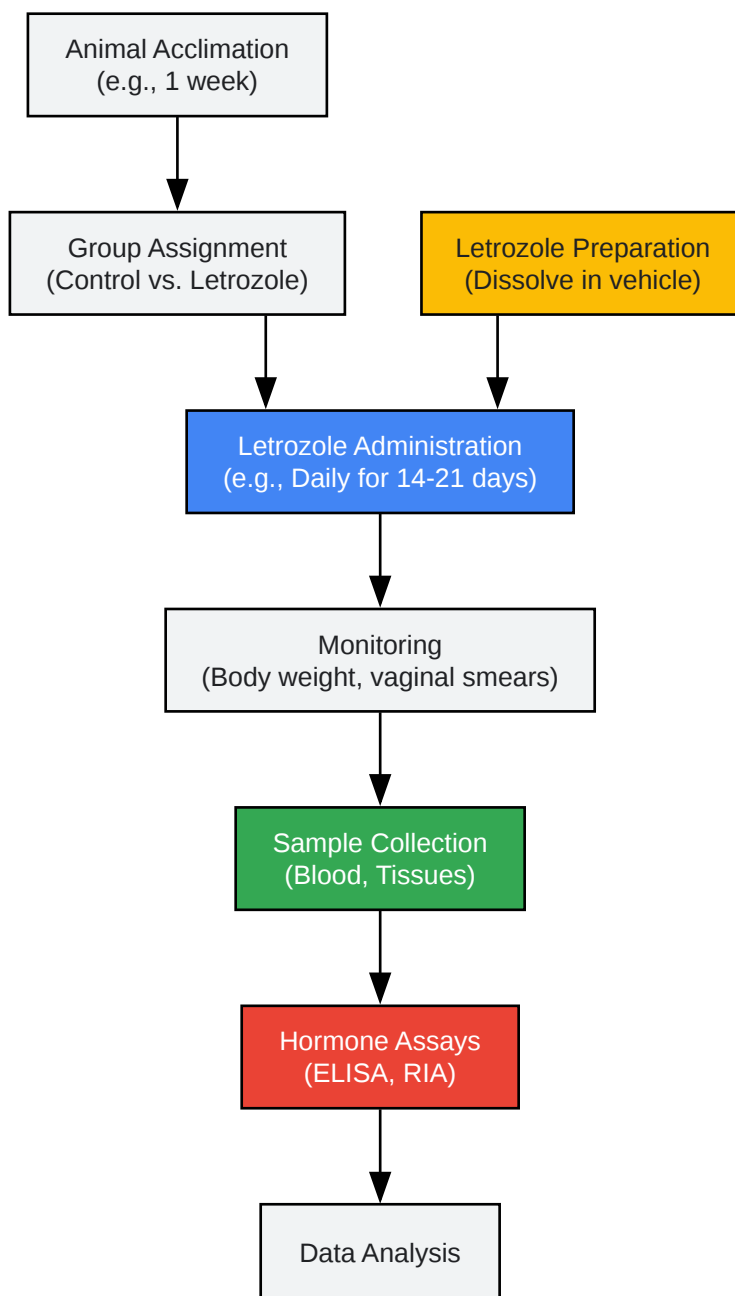 Animal Acclimation
(e.g., 1 week)
Group Assignment
(Control vs. Letrozole)
Letrozole Preparation
(Dissolve in vehicle)
Letrozole Administration
(e.g., Daily for 14-21 days)
Monitoring
(Body weight, vaginal smears)
Sample Collection
(Blood, Tissues)
Hormone Assays
(ELISA, RIA)
Data Analysis